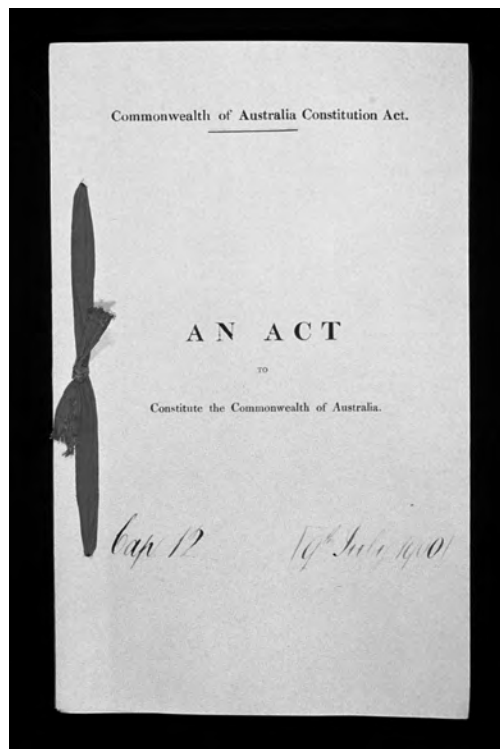 Commonwealth of Australia Constitution Act.
AN ACT
TO
Constitute the Commonwealth of Australia.
Cap 12 [9th July 1900]